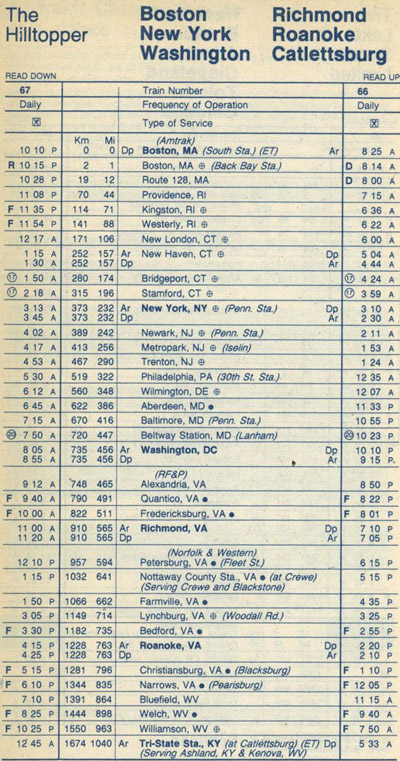 The Boston Richmond
Hilltopper New York Roanoke
Washington Catlettsburg
READ DOWN READ UP
67 Train Number 66
Daily Frequency of Operation Daily
Type of Service
Km Mi (Amtrak)
10 10 P 0 0 Dp Boston, MA (South Sta.) (ET) Ar 8 25 A
R 10 15 P 2 1 Boston, MA ⊕ (Back Bay Sta.) D 8 14 A
10 28 P 19 12 Route 128, MA D 8 00 A
11 08 P 70 44 Providence, RI 7 15 A
F 11 35 P 114 71 Kingston, RI ⊕ 6 36 A
F 11 54 P 141 88 Westerly, RI ⊕ 6 22 A
12 17 A 171 106 New London, CT ⊕ 6 00 A
1 15 A 252 157 Ar New Haven, CT ⊕ Dp 5 04 A
1 30 A 252 157 Dp Ar 4 44 A
⑰ 1 50 A 280 174 Bridgeport, CT ⊕ ⑰ 4 24 A
⑰ 2 18 A 315 196 Stamford, CT ⊕ ⑰ 3 59 A
3 13 A 373 232 Ar New York, NY ⊕ (Penn. Sta.) Dp 3 10 A
3 45 A 373 232 Dp Ar 2 30 A
4 02 A 389 242 Newark, NJ ⊕ (Penn. Sta.) 2 11 A
4 17 A 413 256 Metropark, NJ ⊕ (Iselin) 1 53 A
4 53 A 467 290 Trenton, NJ ⊕ 1 24 A
5 30 A 519 322 Philadelphia, PA (30th St. Sta.) 12 35 A
6 12 A 560 348 Wilmington, DE ⊕ 12 07 A
6 45 A 622 386 Aberdeen, MD ● 11 33 P
7 15 A 670 416 Baltimore, MD (Penn. Sta.) 10 55 P
⑳ 7 50 A 720 447 Beltway Station, MD (Lanham) ⑳ 10 23 P
8 05 A 735 456 Ar Washington, DC Dp 10 10 P
8 55 A 735 456 Dp Ar 9 15 P
(RF&P)
9 12 A 748 465 Alexandria, VA 8 50 P
F 9 40 A 790 491 Quantico, VA ● F 8 22 P
F 10 00 A 822 511 Fredericksburg, VA ● F 8 01 P
11 00 A 910 565 Ar Richmond, VA Dp 7 10 P
11 20 A 910 565 Dp Ar 7 05 P
(Norfolk & Western)
12 10 P 957 594 Petersburg, VA ● (Fleet St.) 6 15 P
1 15 P 1032 641 Nottaway County Sta., VA ● (at Crewe) 5 15 P
(Serving Crewe and Blackstone)
1 50 P 1066 662 Farmville, VA ● 4 35 P
3 05 P 1149 714 Lynchburg, VA ⊕ (Woodall Rd.) 3 25 P
F 3 30 P 1182 735 Bedford, VA ● F 2 55 P
4 15 P 1228 763 Ar Roanoke, VA Dp 2 20 P
4 25 P 1228 763 Dp Ar 2 10 P
F 5 15 P 1281 796 Christiansburg, VA ● (Blacksburg) F 1 10 P
F 6 10 P 1344 835 Narrows, VA ● (Pearisburg) F 12 05 P
7 10 P 1391 864 Bluefield, WV 11 15 A
F 8 25 P 1444 898 Welch, WV ● F 9 40 A
F 10 25 P 1550 963 Williamson, WV ⊕ F 7 50 A
12 45 A 1674 1040 Ar Tri-State Sta., KY (at Catlettsburg) (ET) Dp 5 33 A
(Serving Ashland, KY & Kenova, WV)